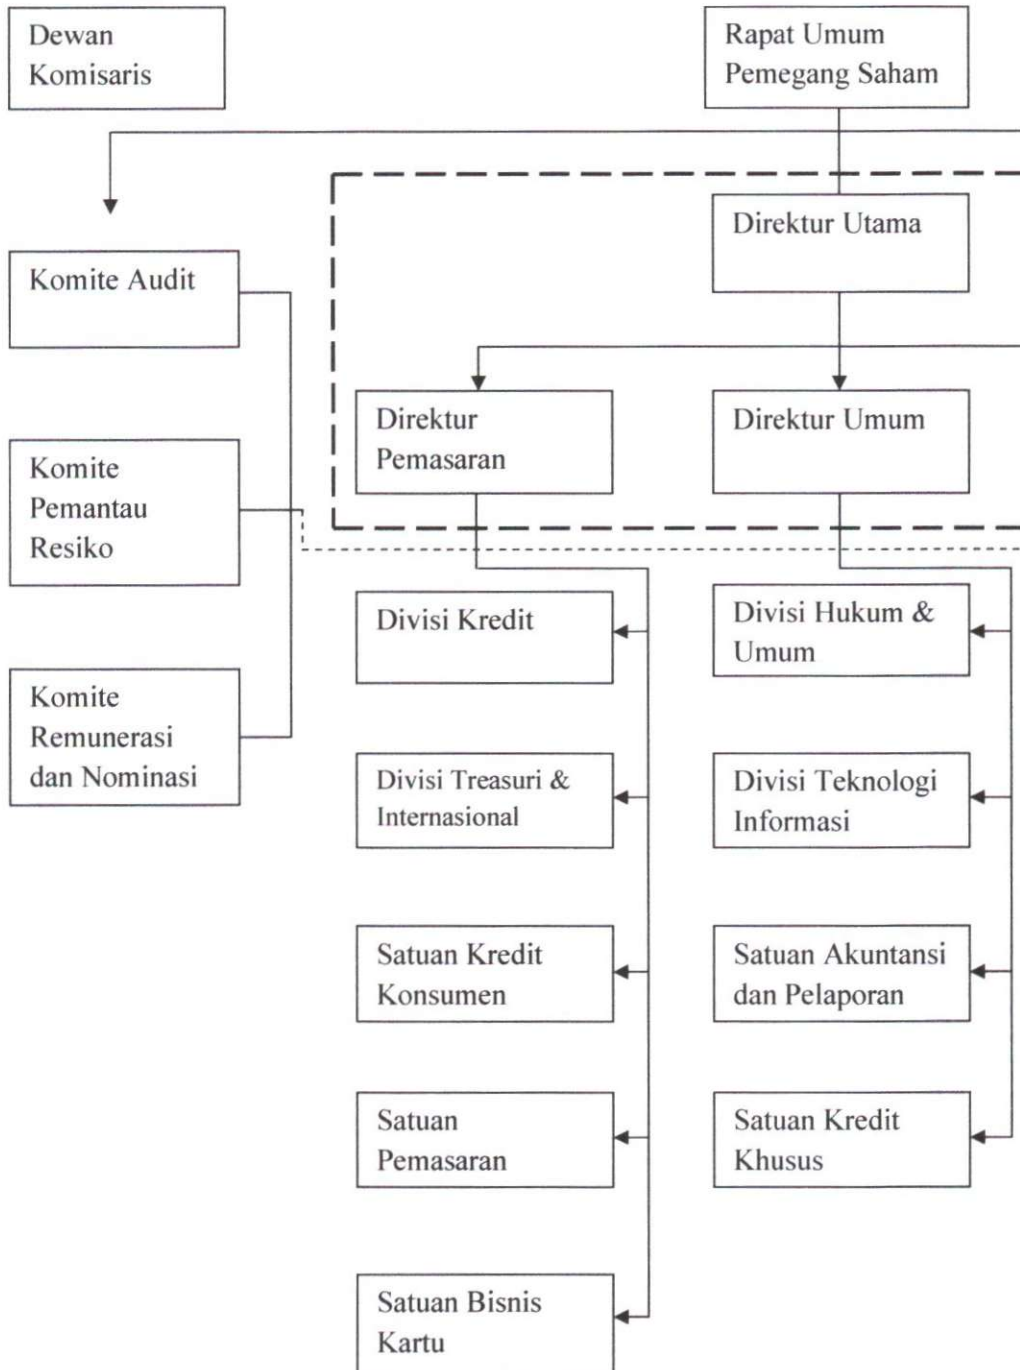 Dewan
Komisaris
Rapat Umum
Pemegang Saham
Direktur Utama
Komite Audit
Direktur
Pemasaran
Direktur Umum
Komite
Pemantau
Resiko
Divisi Kredit
Divisi Hukum &
Umum
Komite
Remunerasi
dan Nominasi
Divisi Treasuri &
Internasional
Divisi Teknologi
Informasi
Satuan Kredit
Konsumen
Satuan Akuntansi
dan Pelaporan
Satuan
Pemasaran
Satuan Kredit
Khusus
Satuan Bisnis
Kartu